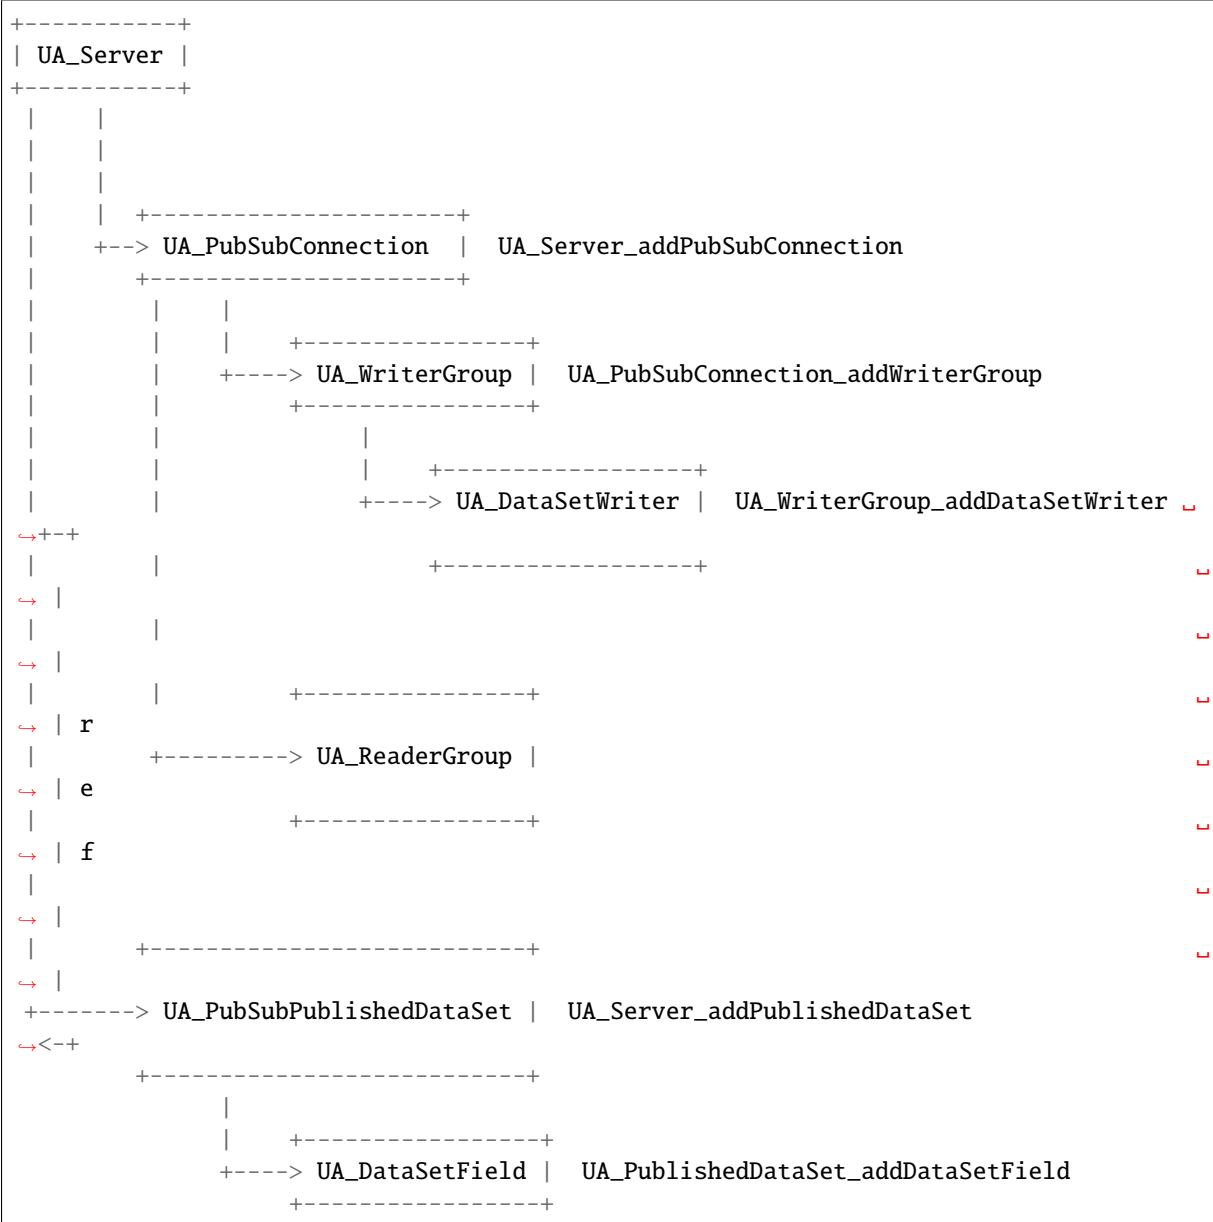 +-----------+
| UA_Server |
+-----------+
 |    |
 |    |
 |    |
 |    |  +----------------------+
 |    +--> UA_PubSubConnection  |  UA_Server_addPubSubConnection
 |       +----------------------+
 |        |    |
 |        |    |    +----------------+
 |        |    +----> UA_WriterGroup |  UA_PubSubConnection_addWriterGroup
 |        |         +----------------+
 |        |              |
 |        |              |    +------------------+
 |        |              +----> UA_DataSetWriter |  UA_WriterGroup_addDataSetWriter ␣
↪+-+
 |        |                   +------------------+                                   ␣
↪ |
 |        |                                                                          ␣
↪ |
 |        |         +----------------+                                               ␣
↪ | r
 |        +---------> UA_ReaderGroup |                                               ␣
↪ | e
 |                  +----------------+                                               ␣
↪ | f
 |                                                                                   ␣
↪ |
 |       +---------------------------+                                               ␣
↪ |
 +-------> UA_PubSubPublishedDataSet |  UA_Server_addPublishedDataSet
↪<-+
         +---------------------------+
               |
               |    +-----------------+
               +----> UA_DataSetField |  UA_PublishedDataSet_addDataSetField
                    +-----------------+